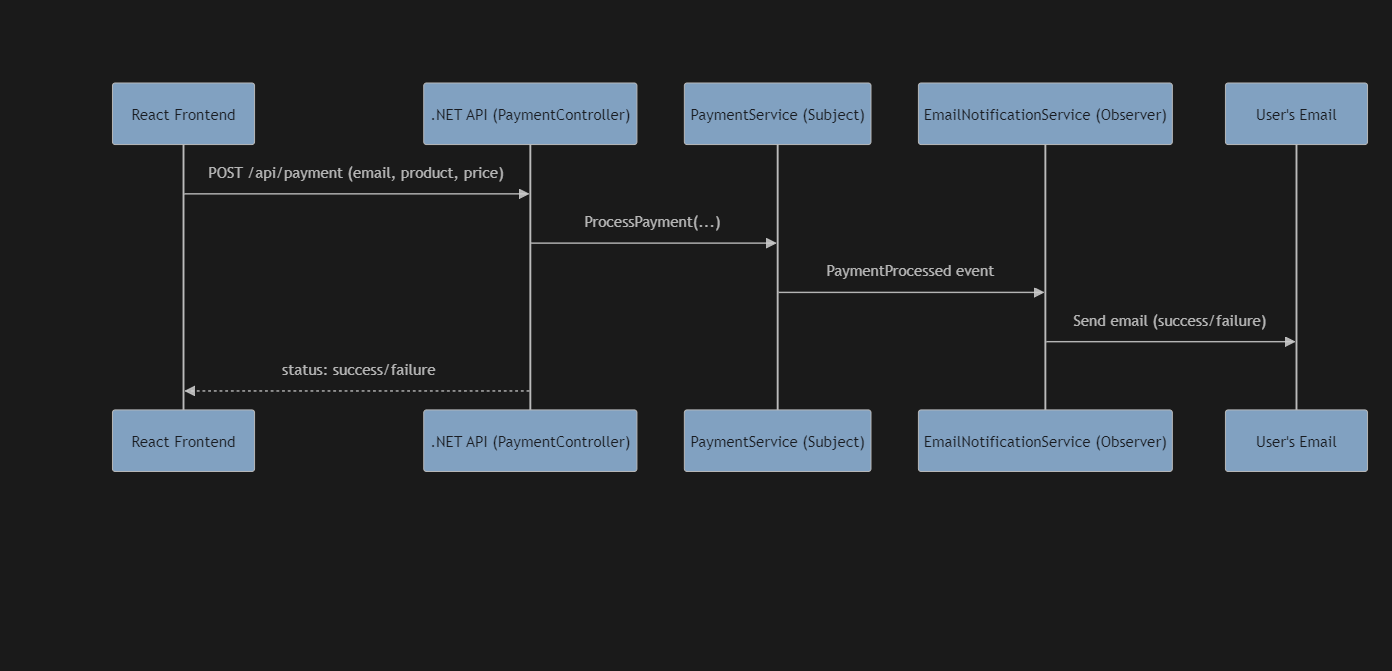 React Frontend
.NET API (PaymentController)
PaymentService (Subject)
EmailNotificationService (Observer)
User's Email
POST /api/payment (email, product, price)
ProcessPayment(...)
PaymentProcessed event
Send email (success/failure)
status: success/failure
React Frontend
.NET API (PaymentController)
PaymentService (Subject)
EmailNotificationService (Observer)
User's Email